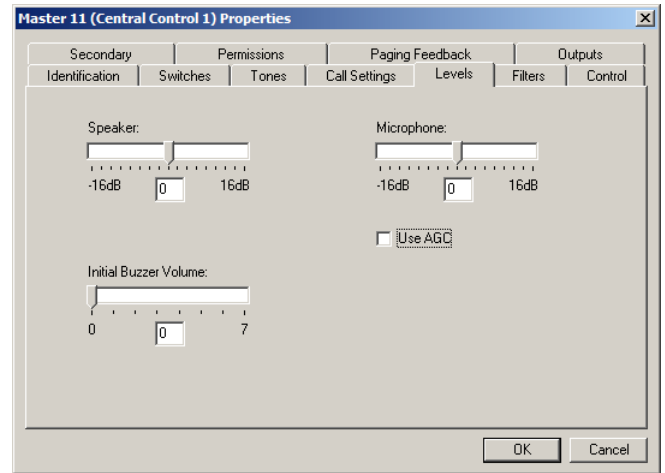 Master 11 (Central Control 1) Properties
Secondary Permissions Paging Feedback Outputs
Identification Switches Tones Call Settings Levels Filters Control
Speaker: Microphone:
-16dB 0 16dB -16dB 0 16dB
Use AGC
Initial Buzzer Volume:
0 0 7
OK Cancel